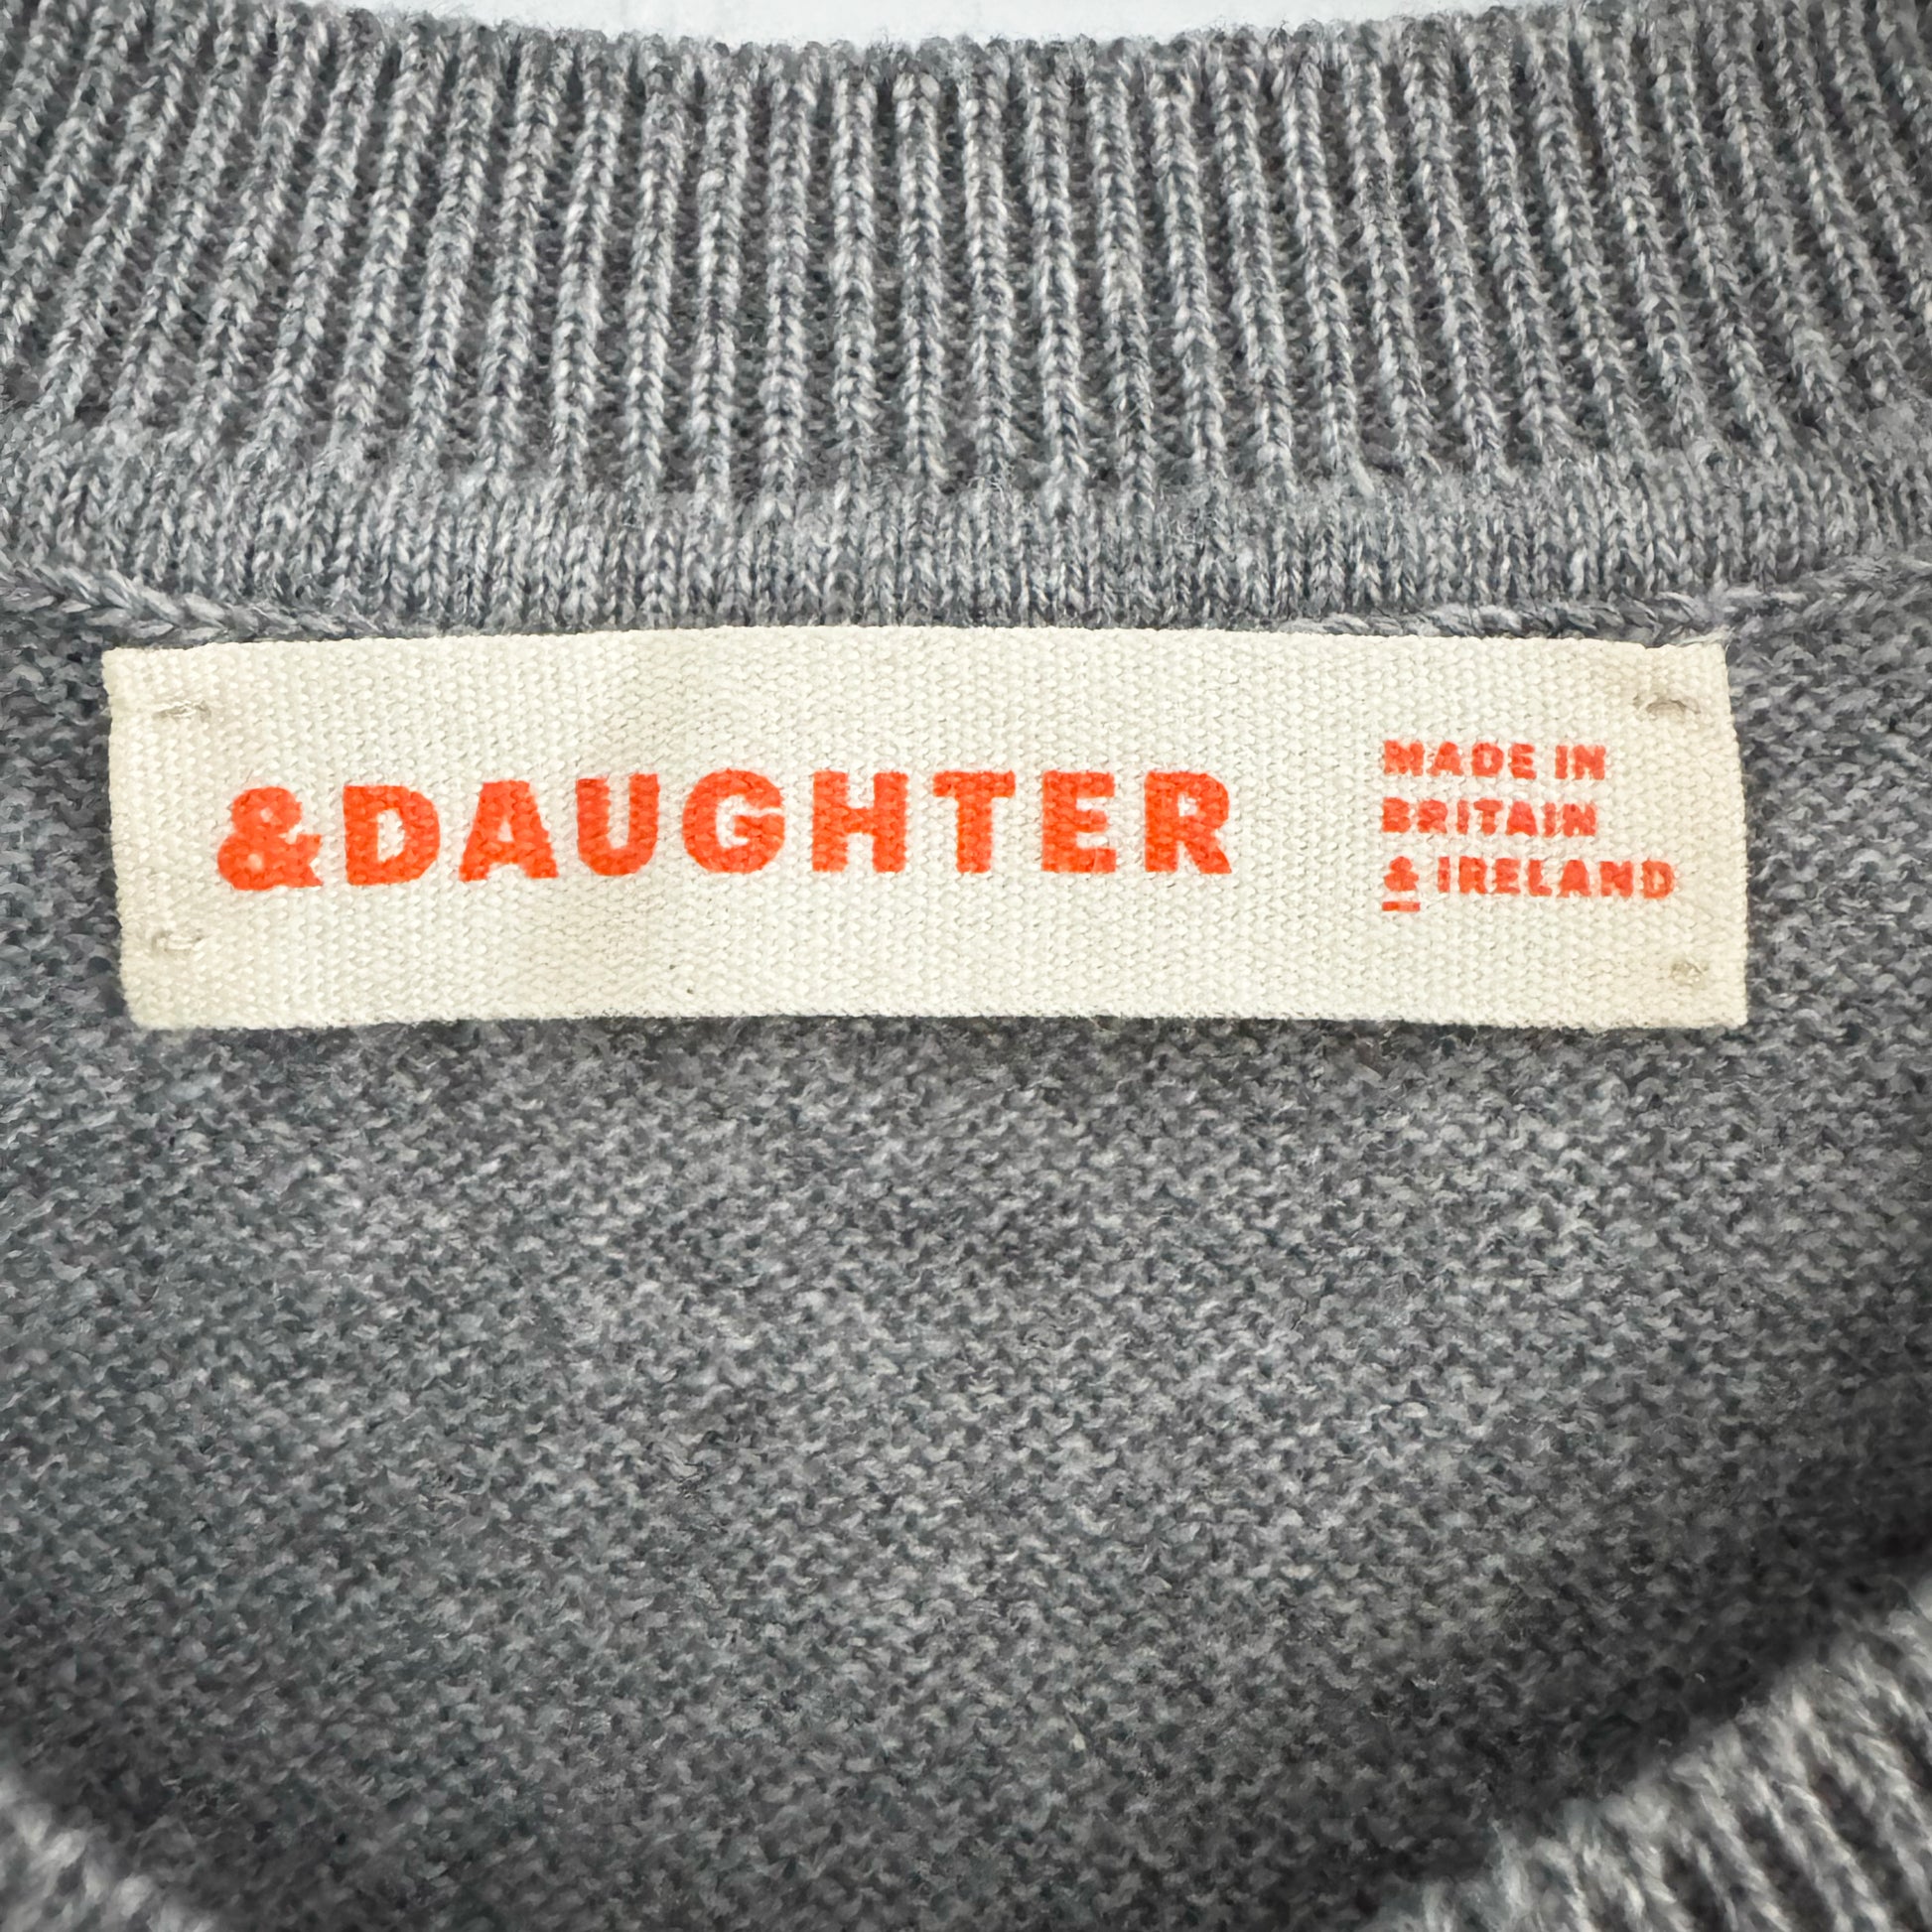 &DAUGHTER
MADE IN
BRITAIN
& IRELAND